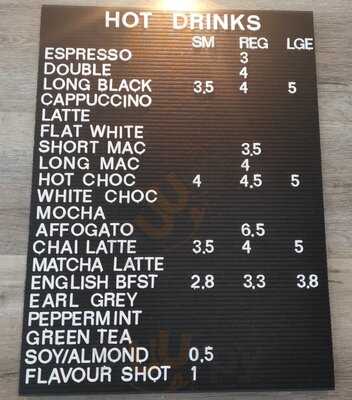 HOT DRINKS
SM REG LGE
ESPRESSO 3
DOUBLE 4
LONG BLACK 3.5 4 5
CAPPUCCINO
LATTE
FLAT WHITE
SHORT MAC 3.5
LONG MAC 4
HOT CHOC 4 4.5 5
WHITE CHOC
MOCHA
AFFOGATO 6.5
CHAI LATTE 3.5 4 5
MATCHA LATTE
ENGLISH BFST 2.8 3.3 3.8
EARL GREY
PEPPERMINT
GREEN TEA
SOY/ALMOND 0.5
FLAVOUR SHOT 1